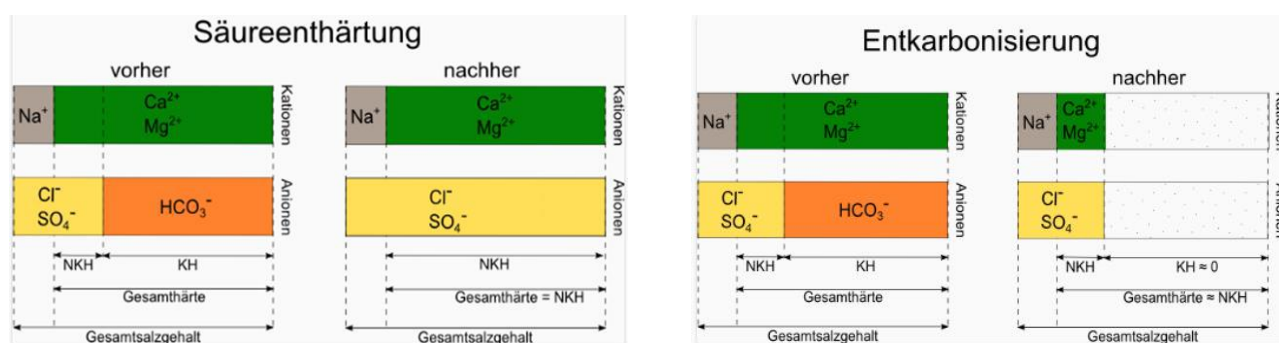 Säureenthärtung
vorher
nachher
Na⁺
Ca²⁺
Mg²⁺
Kationen
Na⁺
Ca²⁺
Mg²⁺
Kationen
Cl⁻
SO₄⁻
HCO₃⁻
Anionen
Cl⁻
SO₄⁻
Anionen
NKH
KH
NKH
Gesamthärte
Gesamthärte = NKH
Gesamtsalzgehalt
Gesamtsalzgehalt
Entkarbonisierung
vorher
nachher
Na⁺
Ca²⁺
Mg²⁺
Kationen
Na⁺
Ca²⁺
Mg²⁺
Kationen
Cl⁻
SO₄⁻
HCO₃⁻
Anionen
Cl⁻
SO₄⁻
Anionen
NKH
KH
NKH
KH ≈ 0
Gesamthärte
Gesamthärte ≈ NKH
Gesamtsalzgehalt
Gesamtsalzgehalt